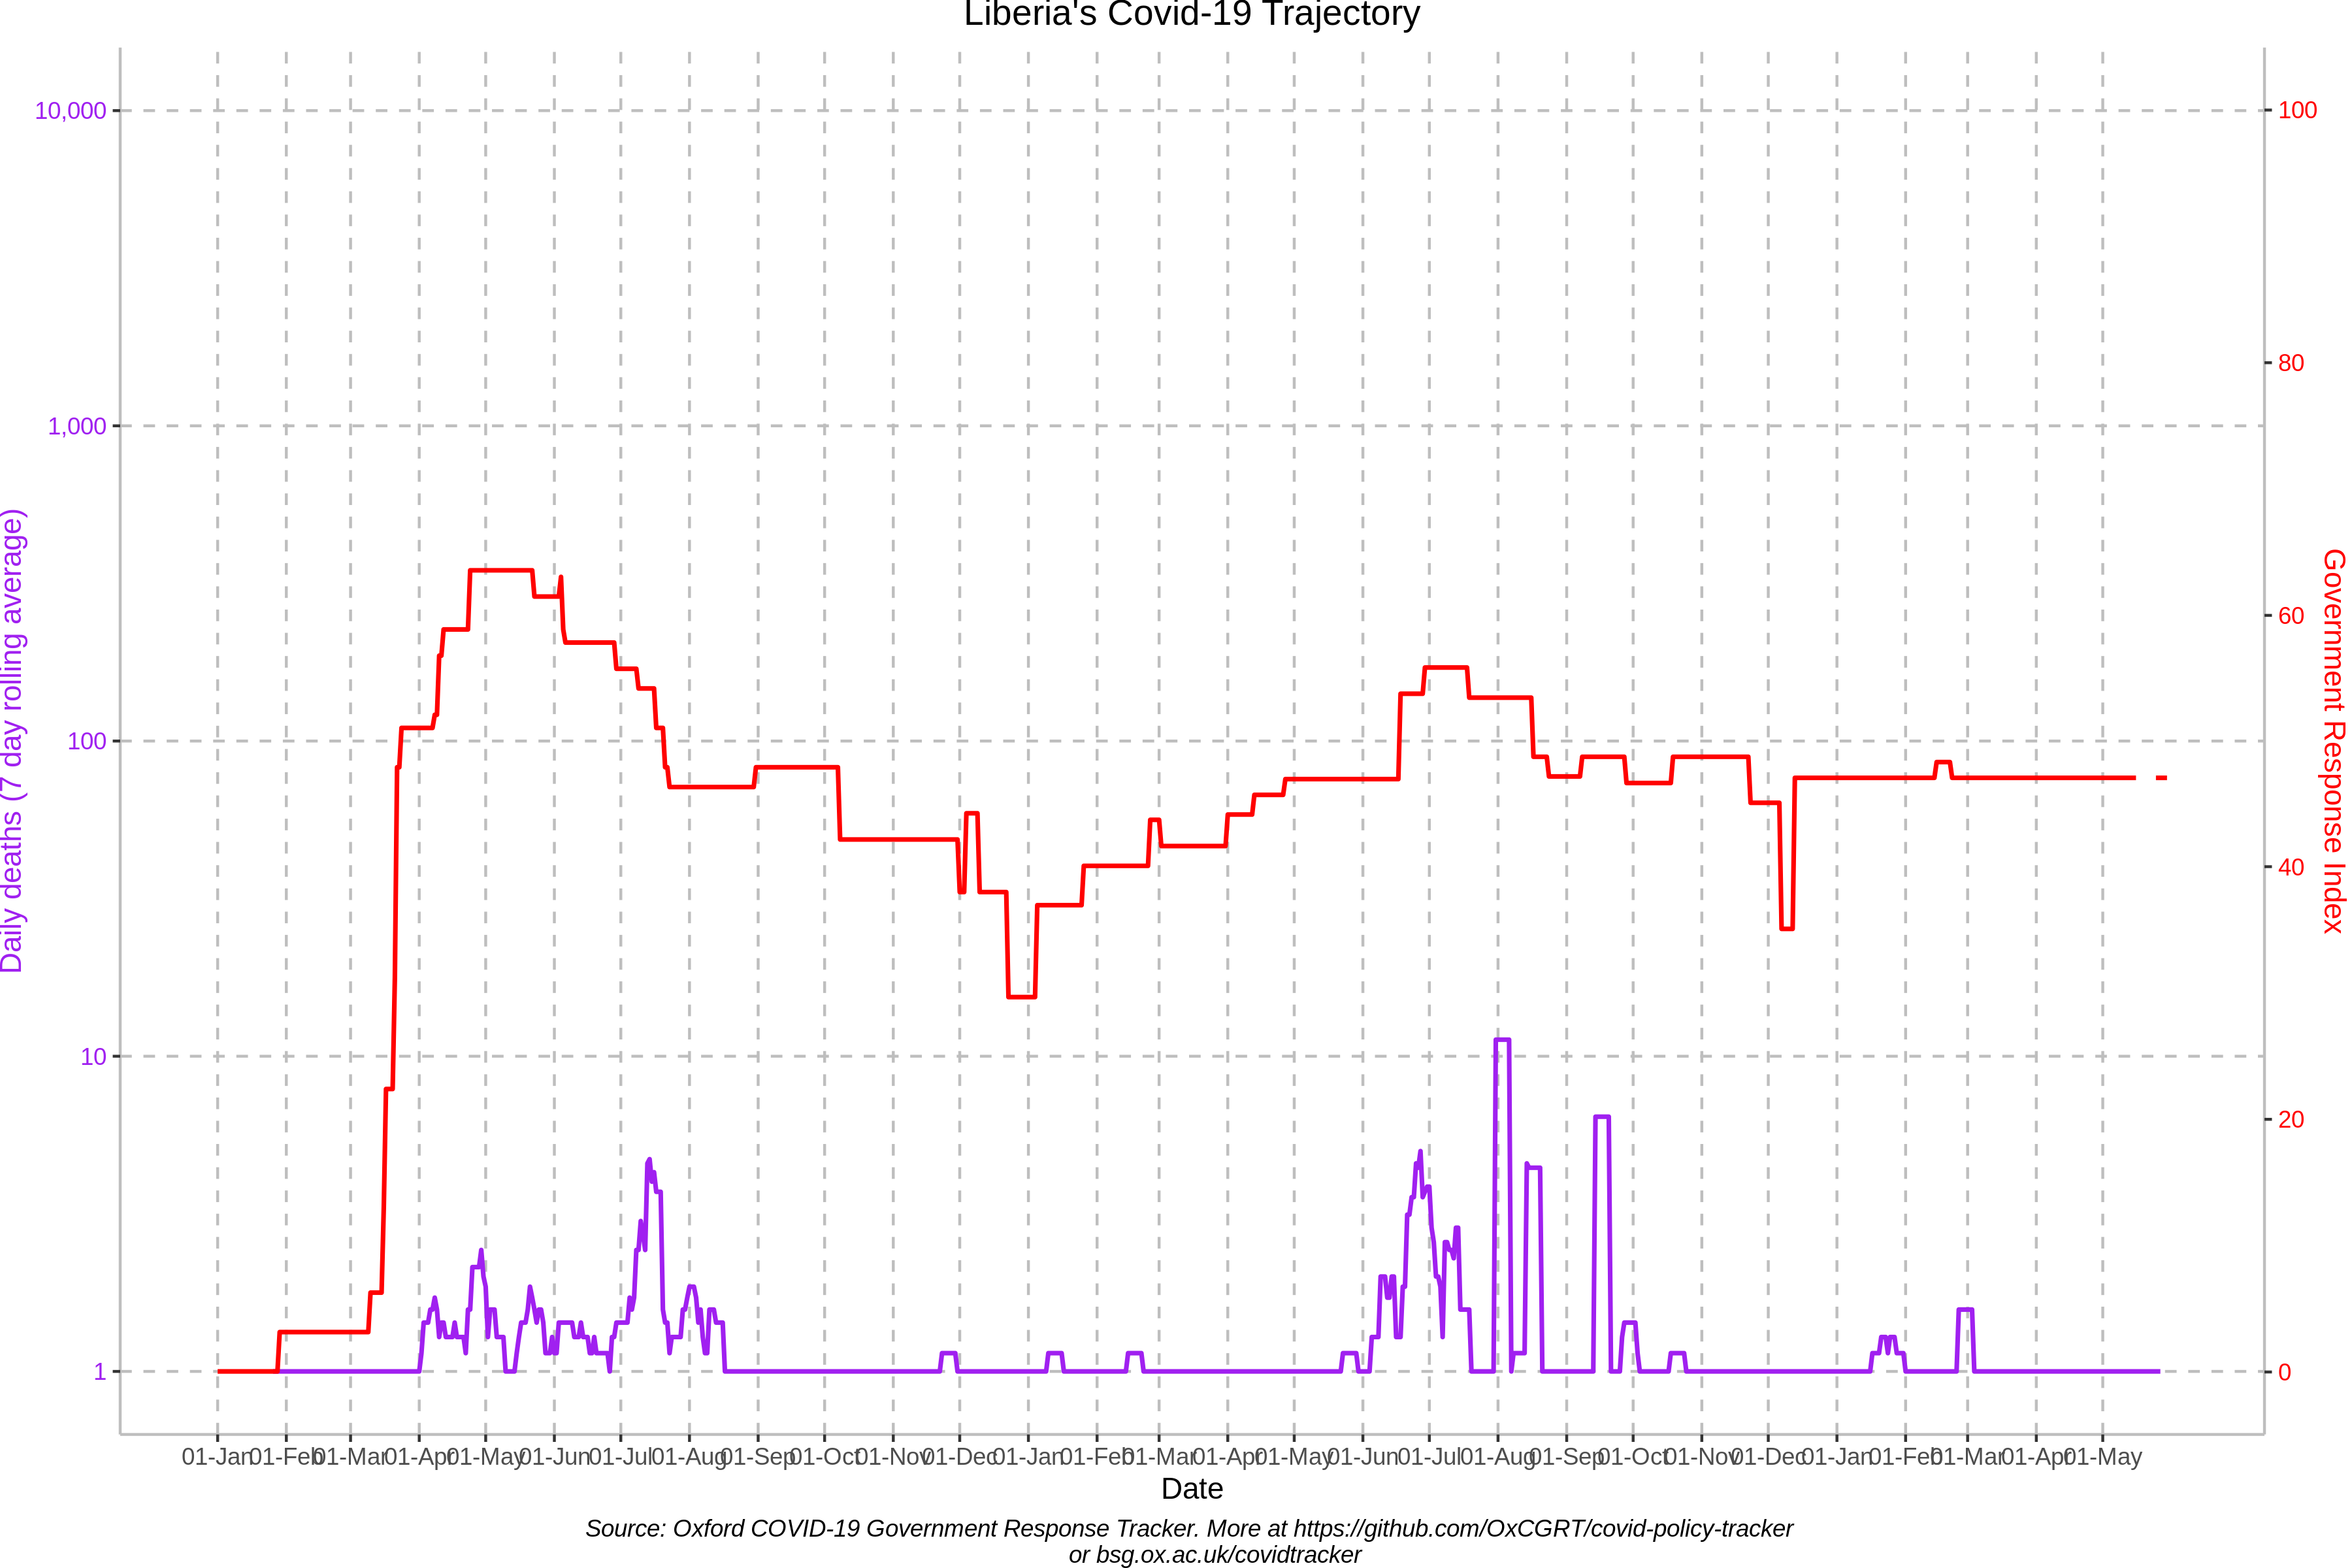 Liberia's Covid-19 Trajectory
10,000
1,000
100
10
1
Daily deaths (7 day rolling average)
100
80
60
40
20
0
Government Response Index
01-Jan 01-Feb 01-Mar 01-Apr 01-May 01-Jun 01-Jul 01-Aug 01-Sep 01-Oct 01-Nov 01-Dec 01-Jan 01-Feb 01-Mar 01-Apr 01-May 01-Jun 01-Jul 01-Aug 01-Sep 01-Oct 01-Nov 01-Dec 01-Jan 01-Feb 01-Mar 01-Apr 01-May
Date
Source: Oxford COVID-19 Government Response Tracker. More at https://github.com/OxCGRT/covid-policy-tracker
or bsg.ox.ac.uk/covidtracker